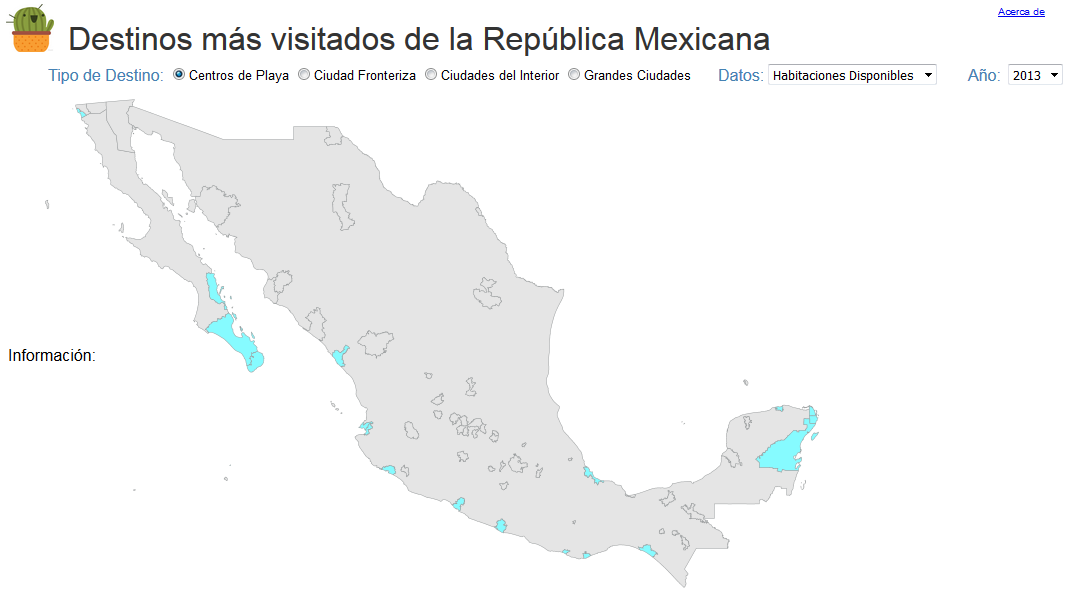 Acerca de
Destinos más visitados de la República Mexicana
Tipo de Destino: Centros de Playa Ciudad Fronteriza Ciudades del Interior Grandes Ciudades Datos: Habitaciones Disponibles Año: 2013
Información: